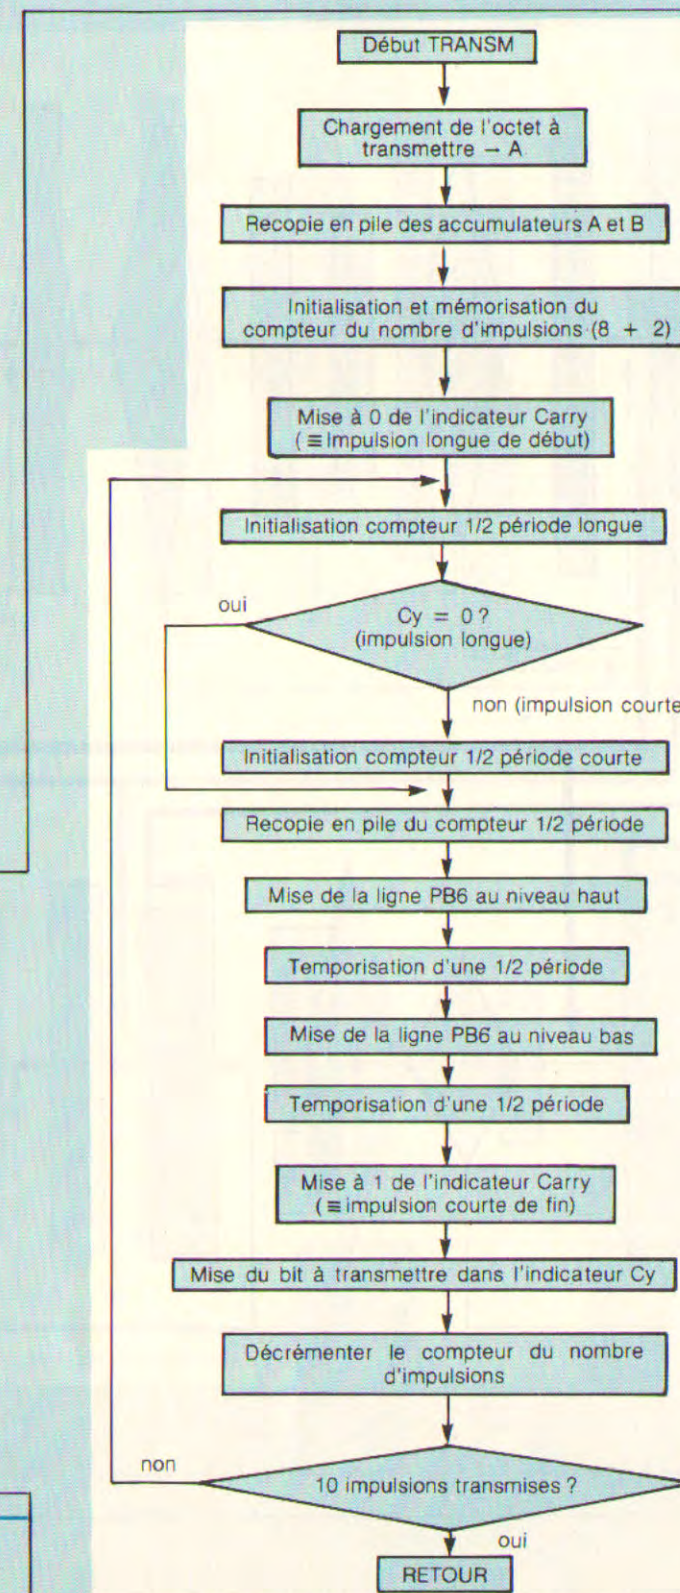 Début TRANSM
Chargement de l'octet à
transmettre → A
Recopie en pile des accumulateurs A et B
Initialisation et mémorisation du
compteur du nombre d'impulsions (8 + 2)
Mise à 0 de l'indicateur Carry
(≡ Impulsion longue de début)
Initialisation compteur 1/2 période longue
oui
Cy = 0 ?
(impulsion longue)
non (impulsion courte
Initialisation compteur 1/2 période courte
Recopie en pile du compteur 1/2 période
Mise de la ligne PB6 au niveau haut
Temporisation d'une 1/2 période
Mise de la ligne PB6 au niveau bas
Temporisation d'une 1/2 période
Mise à 1 de l'indicateur Carry
(≡ impulsion courte de fin)
Mise du bit à transmettre dans l'indicateur Cy
Décrémenter le compteur du nombre
d'impulsions
non
10 impulsions transmises ?
oui
RETOUR